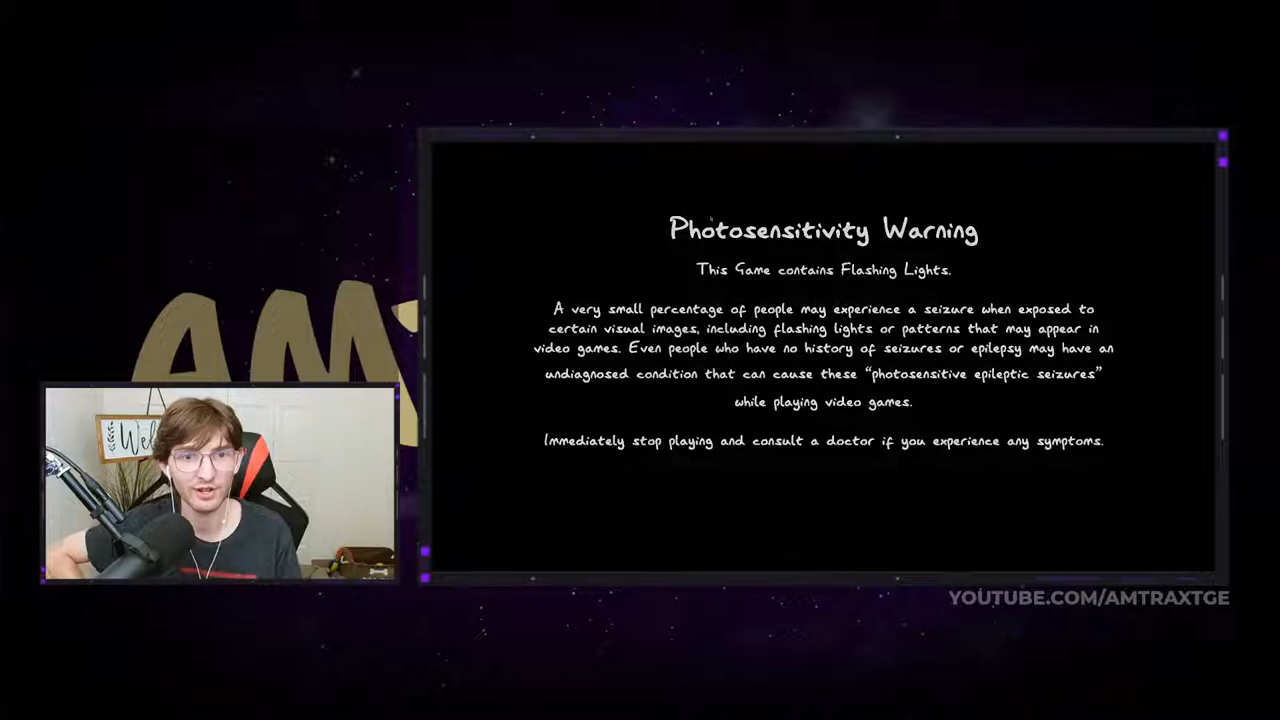 Photosensitivity Warning
This Game contains Flashing Lights.
A very small percentage of people may experience a seizure when exposed to
certain visual images, including flashing lights or patterns that may appear in
video games. Even people who have no history of seizures or epilepsy may have an
undiagnosed condition that can cause these “photosensitive epileptic seizures”
while playing video games.
Immediately stop playing and consult a doctor if you experience any symptoms.
AM
Wel
YOUTUBE.COM/AMTRAXTGE